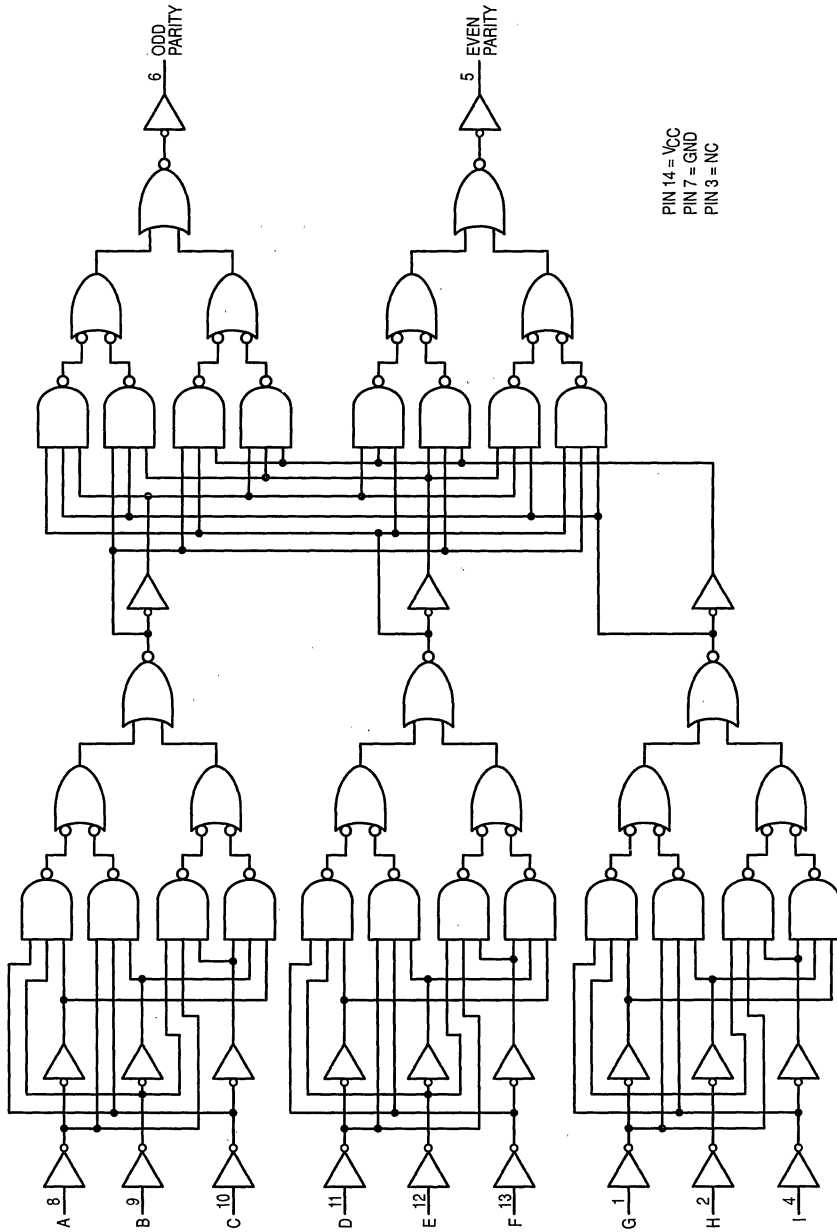 A 8
B 9
C 10
D 11
E 12
F 13
G 1
H 2
I 4
6 ODD
PARITY
5 EVEN
PARITY
PIN 14 = VCC
PIN 7 = GND
PIN 3 = NC